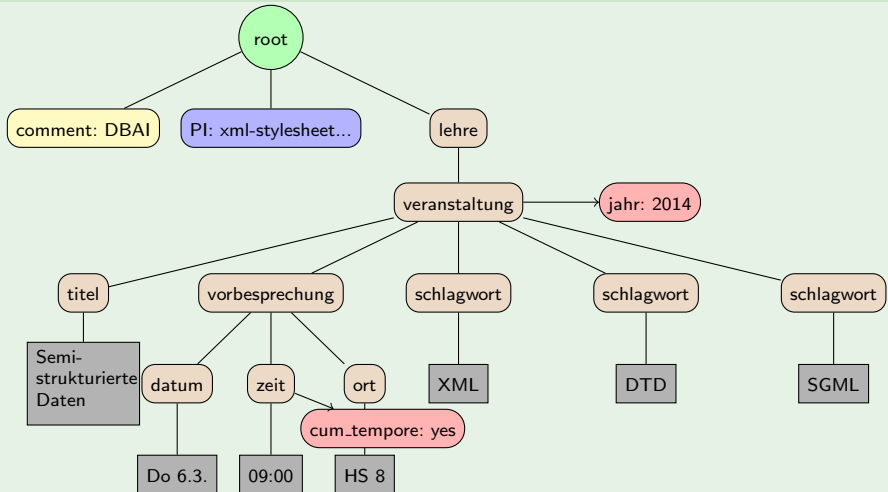 root
comment: DBAI
PI: xml-stylesheet...
lehre
veranstaltung
jahr: 2014
titel
vorbesprechung
schlagwort
schlagwort
schlagwort
Semi-
strukturierte
Daten
datum
zeit
ort
XML
DTD
SGML
cum_tempore: yes
Do 6.3.
09:00
HS 8